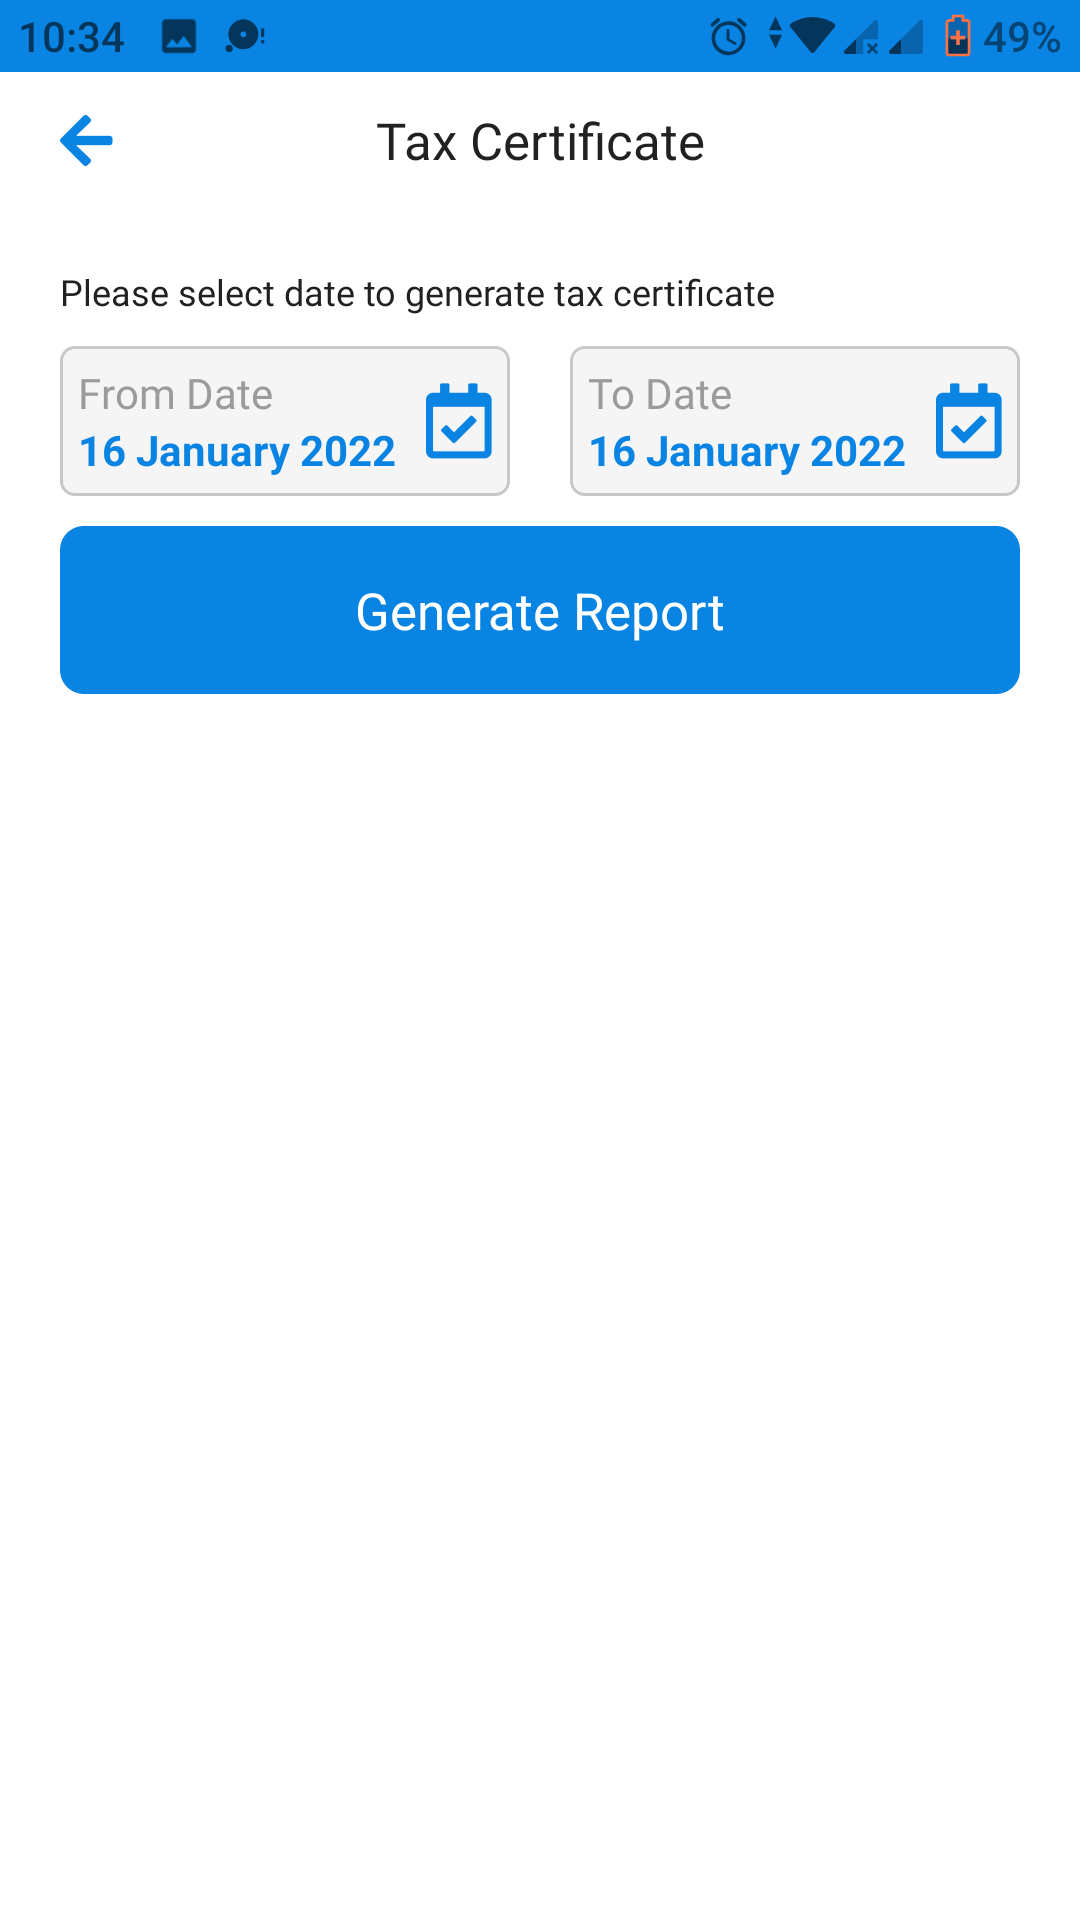 10:34 49%
Tax Certificate
Please select date to generate tax certificate
From Date To Date
16 January 2022 16 January 2022
Generate Report